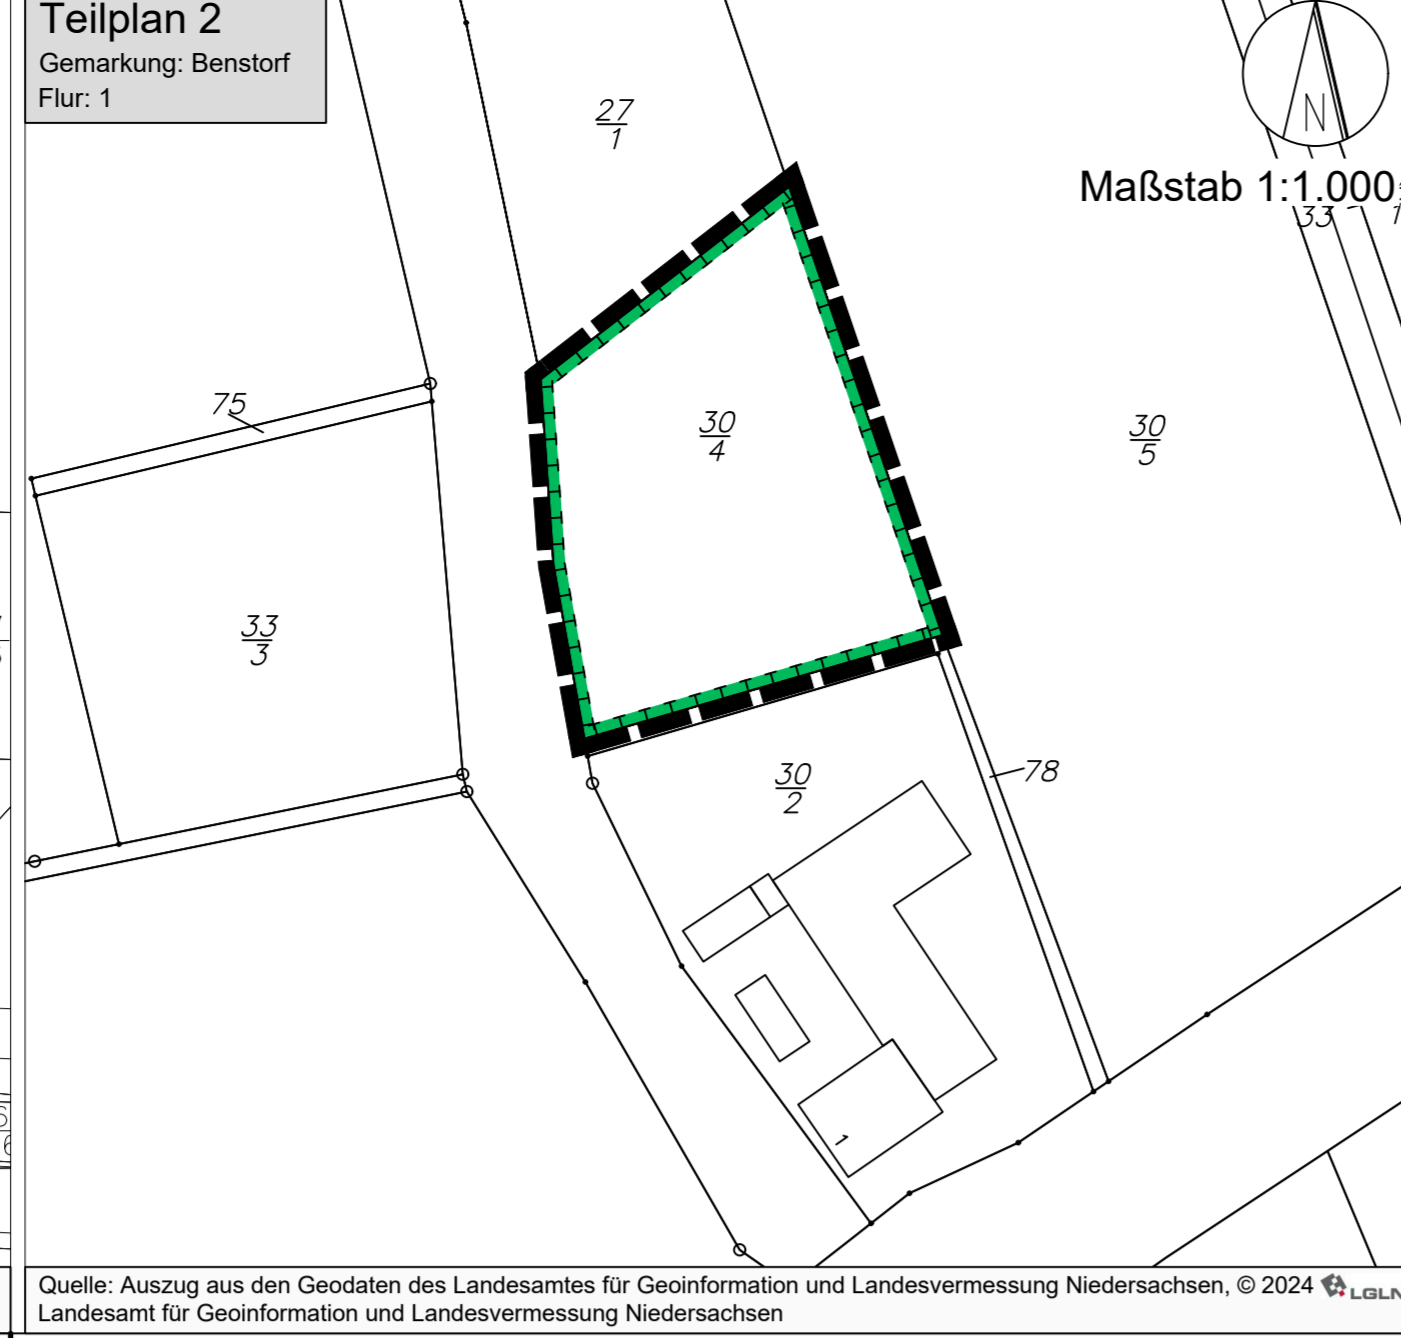 Teilplan 2
Gemarkung: Benstorf
Flur: 1
27
1
N
Maßstab 1:1.000
33
75
30
4
30
5
33
3
30
2
78
1
Quelle: Auszug aus den Geodaten des Landesamtes für Geoinformation und Landesvermessung Niedersachsen, © 2024 LGLN
Landesamt für Geoinformation und Landesvermessung Niedersachsen